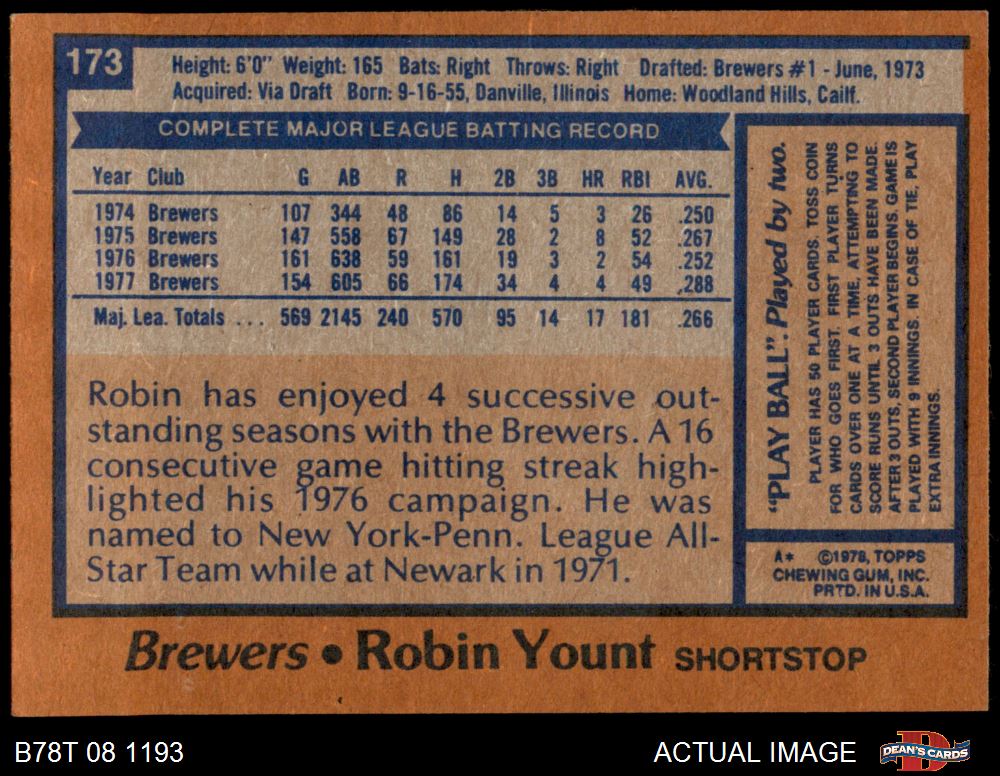 173
Height: 6'0" Weight: 165 Bats: Right Throws: Right Drafted: Brewers #1 - June, 1973
Acquired: Via Draft Born: 9-16-55, Danville, Illinois Home: Woodland Hills, Cailf.
COMPLETE MAJOR LEAGUE BATTING RECORD
Year Club G AB R H 2B 3B HR RBI AVG.
1974 Brewers 107 344 48 86 14 5 3 26 .250
1975 Brewers 147 558 67 149 28 2 8 52 .267
1976 Brewers 161 638 59 161 19 3 2 54 .252
1977 Brewers 154 605 66 174 34 4 4 49 .288
Maj. Lea. Totals ... 569 2145 240 570 95 14 17 181 .266
Robin has enjoyed 4 successive out-
standing seasons with the Brewers. A 16
consecutive game hitting streak high-
lighted his 1976 campaign. He was
named to New York-Penn. League All-
Star Team while at Newark in 1971.
"PLAY BALL". Played by two.
PLAYER HAS 50 PLAYER CARDS. TOSS COIN
FOR WHO GOES FIRST. FIRST PLAYER TURNS
CARDS OVER ONE AT A TIME, ATTEMPTING TO
SCORE RUNS UNTIL 3 OUTS HAVE BEEN MADE.
AFTER 3 OUTS, SECOND PLAYER BEGINS. GAME IS
PLAYED WITH 9 INNINGS. IN CASE OF TIE, PLAY
EXTRA INNINGS.
A* ©1978, TOPPS
CHEWING GUM, INC.
PRTD. IN U.S.A.
Brewers • Robin Yount SHORTSTOP
B78T 08 1193 ACTUAL IMAGE DEAN'S CARDS